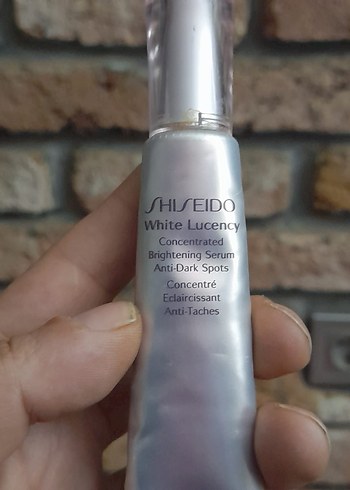 SHISEIDO
White Lucency
Concentrated
Brightening Serum
Anti-Dark Spots
Concentré
Eclaircissant
Anti-Taches